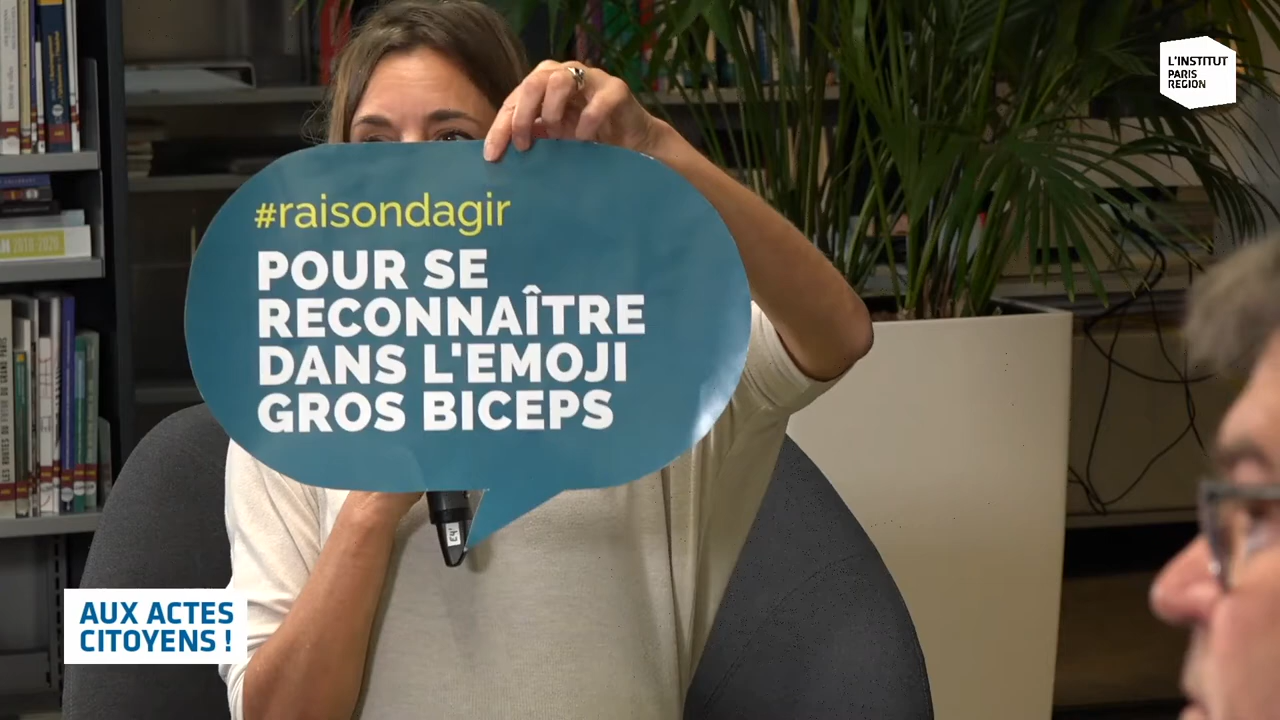 L'INSTITUT
PARIS
REGION
#raisondagir
POUR SE
RECONNAÎTRE
DANS L'EMOJI
GROS BICEPS
AUX ACTES
CITOYENS !